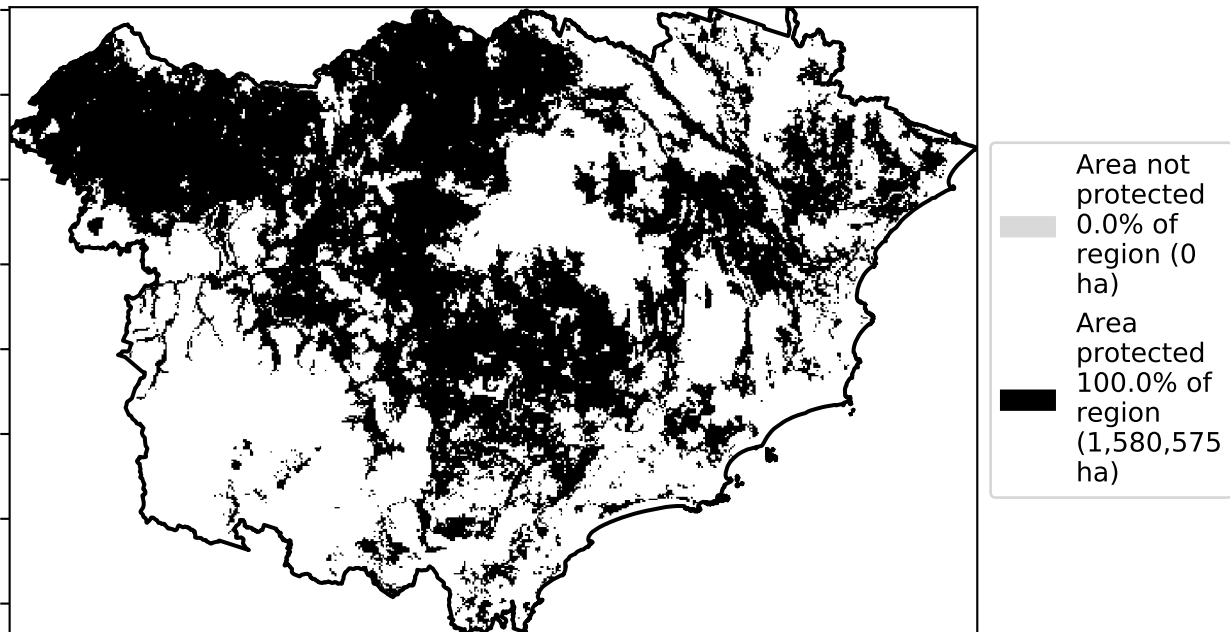 Area not
protected
0.0% of
region (0
ha)
Area
protected
100.0% of
region
(1,580,575
ha)